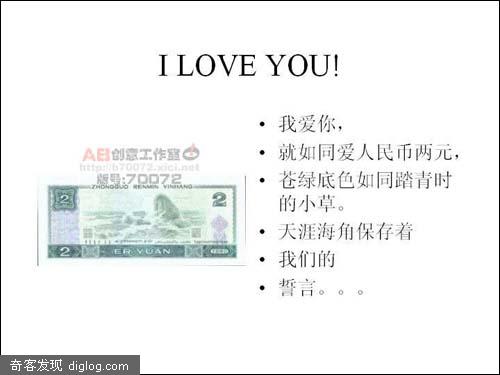 I LOVE YOU!
• 我爱你，
• 就如同爱人民币两元，
• 苍绿底色如同踏青时
的小草。
• 天涯海角保存着
• 我们的
• 誓言。。。
AEI创意工作室
http://b70072.xici.net
版号:70072
ZHONGGUO RENMIN YINHANG
2
2
2
ER YUAN
奇客发现 diglog.com